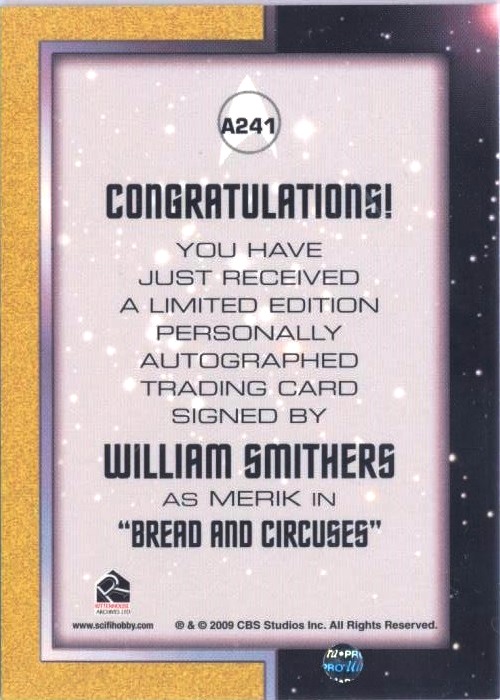 A241
CONGRATULATIONS!
YOU HAVE
JUST RECEIVED
A LIMITED EDITION
PERSONALLY
AUTOGRAPHED
TRADING CARD
SIGNED BY
WILLIAM SMITHERS
AS MERIK IN
"BREAD AND CIRCUSES"
RITTENHOUSE
ARCHIVES LTD
www.scifihobby.com ® & © 2009 CBS Studios Inc. All Rights Reserved.